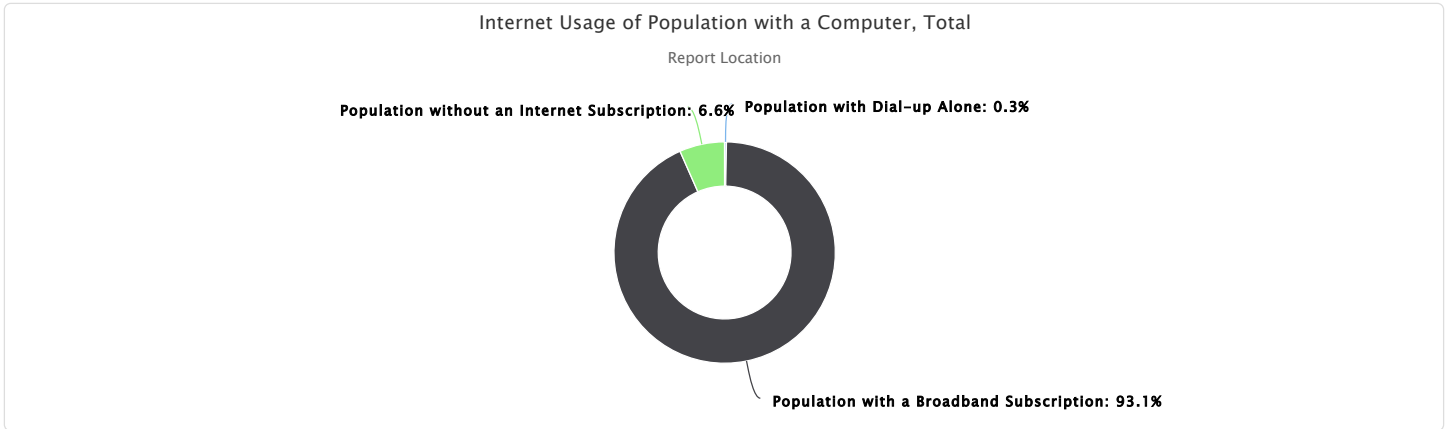 Internet Usage of Population with a Computer, Total
Report Location
Population without an Internet Subscription: 6.6%
Population with Dial-up Alone: 0.3%
Population with a Broadband Subscription: 93.1%